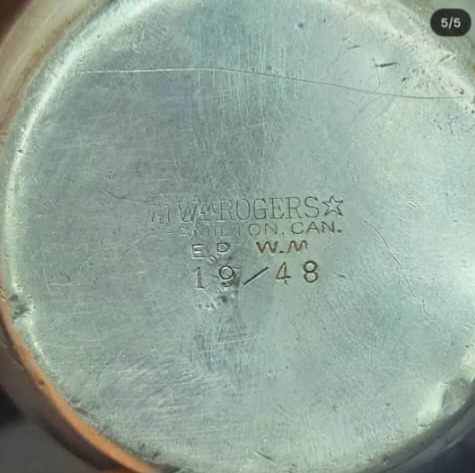 5/5
Wᴹ ROGERS☆
HAMILTON, CAN.
E.P. W.M
19/48